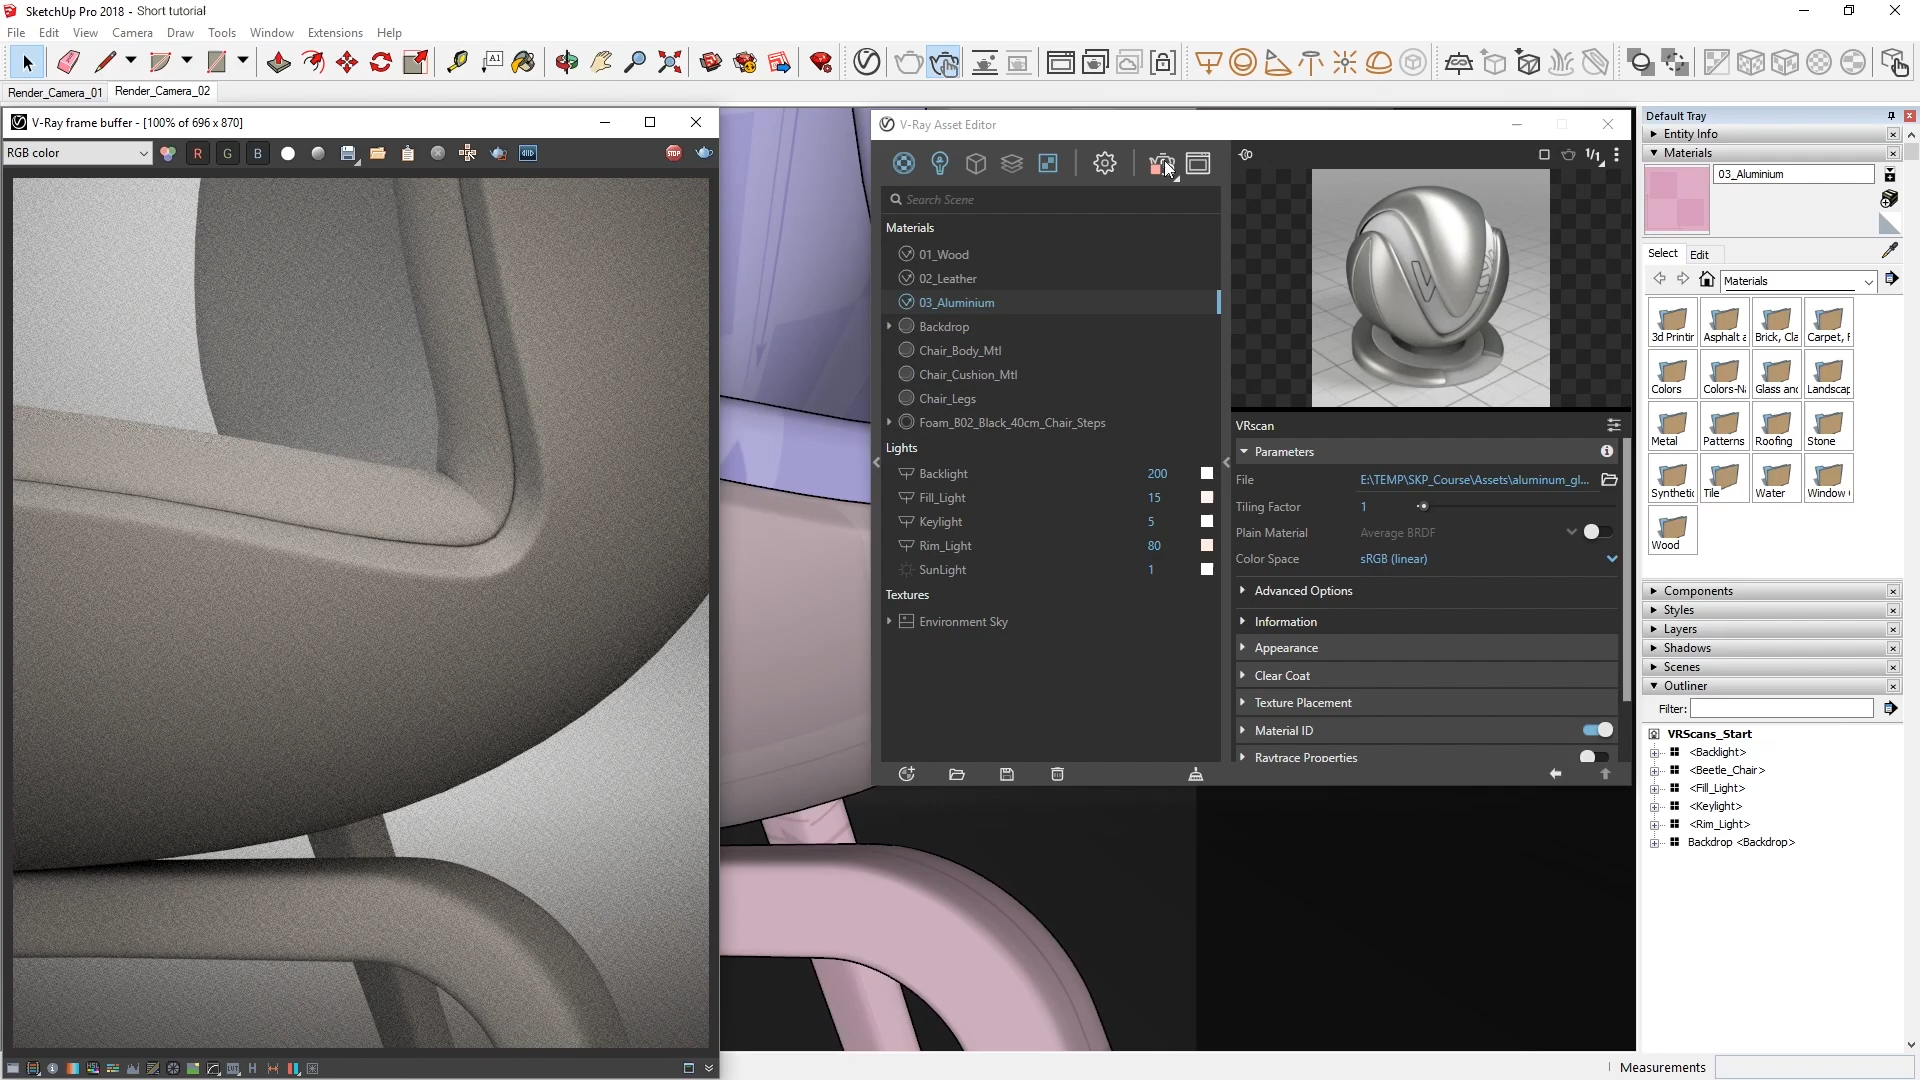 SketchUp Pro 2018 - Short tutorial
File Edit View Camera Draw Tools Window Extensions Help
Render_Camera_01 Render_Camera_02
V-Ray frame buffer - [100% of 696 x 870]
RGB color
R G B
STOP
V-Ray Asset Editor
Search Scene
Materials
01_Wood
02_Leather
03_Aluminium
Backdrop
Chair_Body_Mtl
Chair_Cushion_Mtl
Chair_Legs
Foam_B02_Black_40cm_Chair_Steps
Lights
Backlight 200
Fill_Light 15
Keylight 5
Rim_Light 80
SunLight 1
Textures
Environment Sky
1/1
VRscan
Parameters
File E:\TEMP\SKP_Course\Assets\aluminum_gl...
Tiling Factor 1
Plain Material Average BRDF
Color Space sRGB (linear)
Advanced Options
Information
Appearance
Clear Coat
Texture Placement
Material ID
Raytrace Properties
Default Tray
Entity Info
Materials
03_Aluminium
Select Edit
Materials
3d Printin Asphalt a Brick, Cla Carpet, F
Colors Colors-Na Glass and Landscap
Metal Patterns Roofing Stone
Synthetic Tile Water Window
Wood
Components
Styles
Layers
Shadows
Scenes
Outliner
Filter:
VRScans_Start
<Backlight>
<Beetle_Chair>
<Fill_Light>
<Keylight>
<Rim_Light>
Backdrop <Backdrop>
Measurements